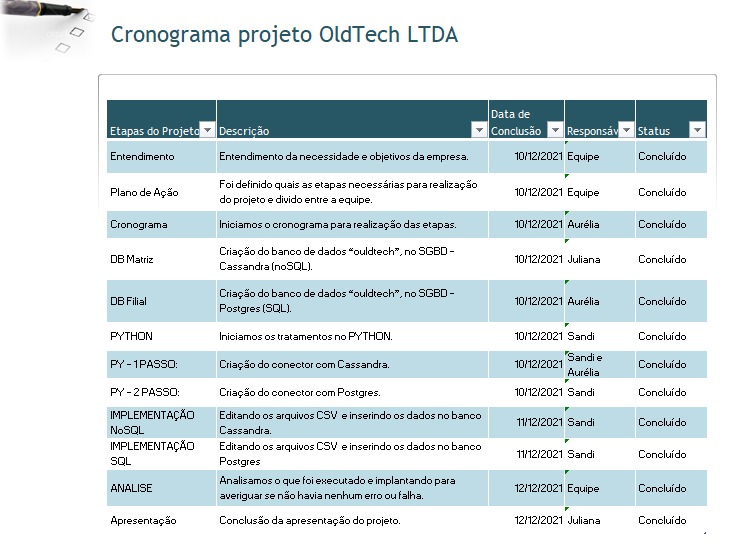 Cronograma projeto OldTech LTDA
Etapas do Projeto Descrição Data de Conclusão Responsáv Status
Entendimento Entendimento da necessidade e objetivos da empresa. 10/12/2021 Equipe Concluído
Plano de Ação Foi definido quais as etapas necessárias para realização
do projeto e divido entre a equipe. 10/12/2021 Equipe Concluído
Cronograma Iniciamos o cronograma para realização das etapas. 10/12/2021 Aurélia Concluído
DB Matriz Criação do banco de dados “ouldtech”, no SGBD –
Cassandra (noSQL). 10/12/2021 Juliana Concluído
DB Filial Criação do banco de dados “ouldtech”, no SGBD –
Postgres (SQL). 10/12/2021 Aurélia Concluído
PYTHON Iniciamos os tratamentos no PYTHON. 10/12/2021 Sandi Concluído
PY – 1 PASSO: Criação do conector com Cassandra. 10/12/2021 Sandi e
Aurélia Concluído
PY – 2 PASSO: Criação do conector com Postgres. 10/12/2021 Sandi Concluído
IMPLEMENTAÇÃO
NoSQL Editando os arquivos CSV e inserindo os dados no banco
Cassandra. 11/12/2021 Sandi Concluído
IMPLEMENTAÇÃO
SQL Editando os arquivos CSV e inserindo os dados no banco
Postgres 11/12/2021 Sandi Concluído
ANALISE Analisamos o que foi executado e implantando para
averiguar se não havia nenhum erro ou falha. 12/12/2021 Equipe Concluído
Apresentação Conclusão da apresentação do projeto. 12/12/2021 Juliana Concluído